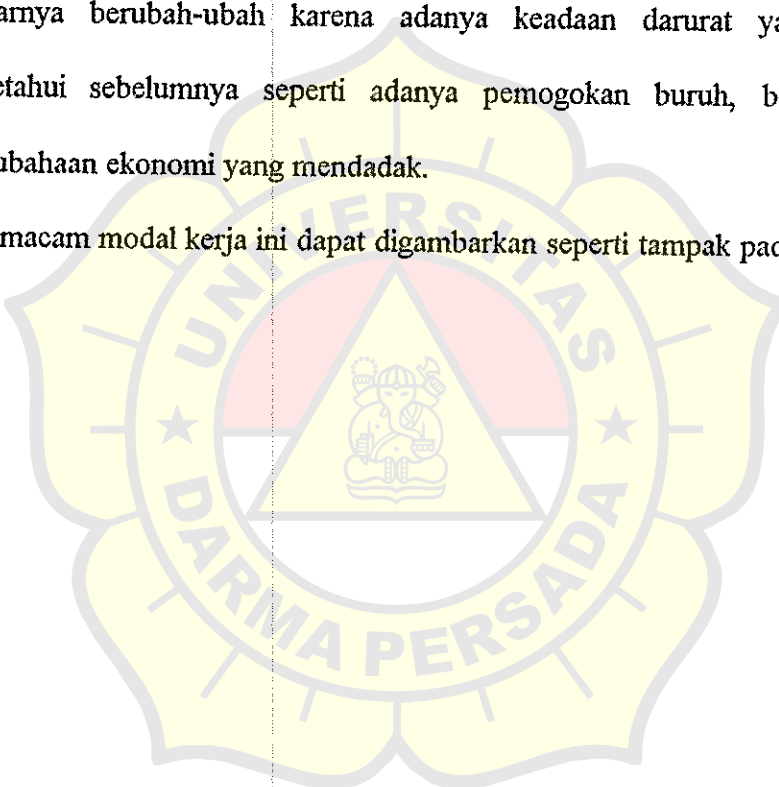 arnya berubah-ubah karena adanya keadaan darurat ya
etahui sebelumnya seperti adanya pemogokan buruh, b
ubahaan ekonomi yang mendadak.
macam modal kerja ini dapat digambarkan seperti tampak pad
UNIVERSITAS
DARMA PERSADA